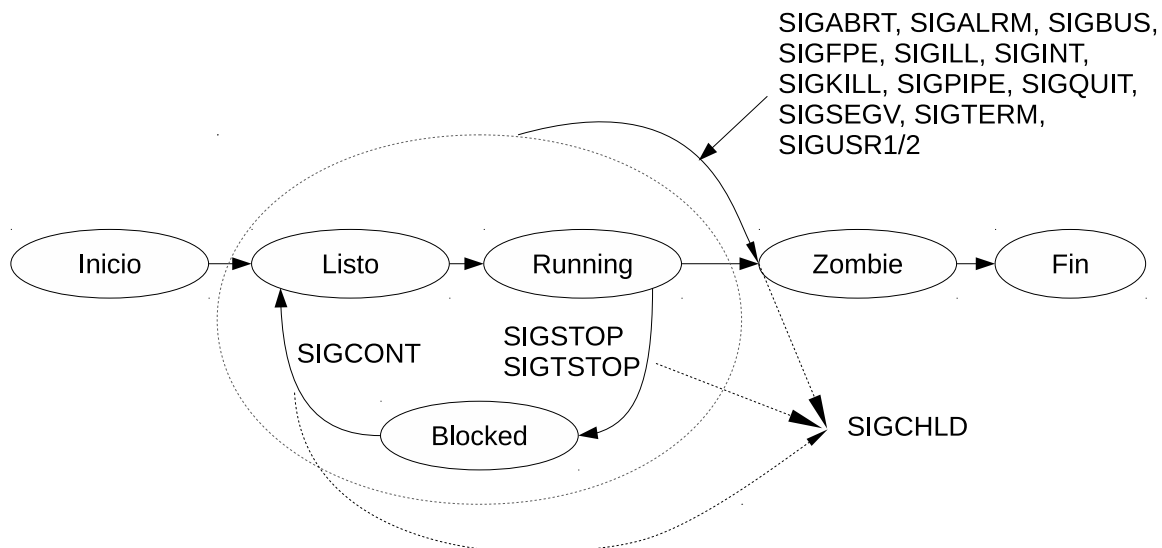 SIGABRT, SIGALRM, SIGBUS,
SIGFPE, SIGILL, SIGINT,
SIGKILL, SIGPIPE, SIGQUIT,
SIGSEGV, SIGTERM,
SIGUSR1/2
Inicio
Listo
Running
Zombie
Fin
SIGCONT
SIGSTOP
SIGTSTOP
Blocked
SIGCHLD